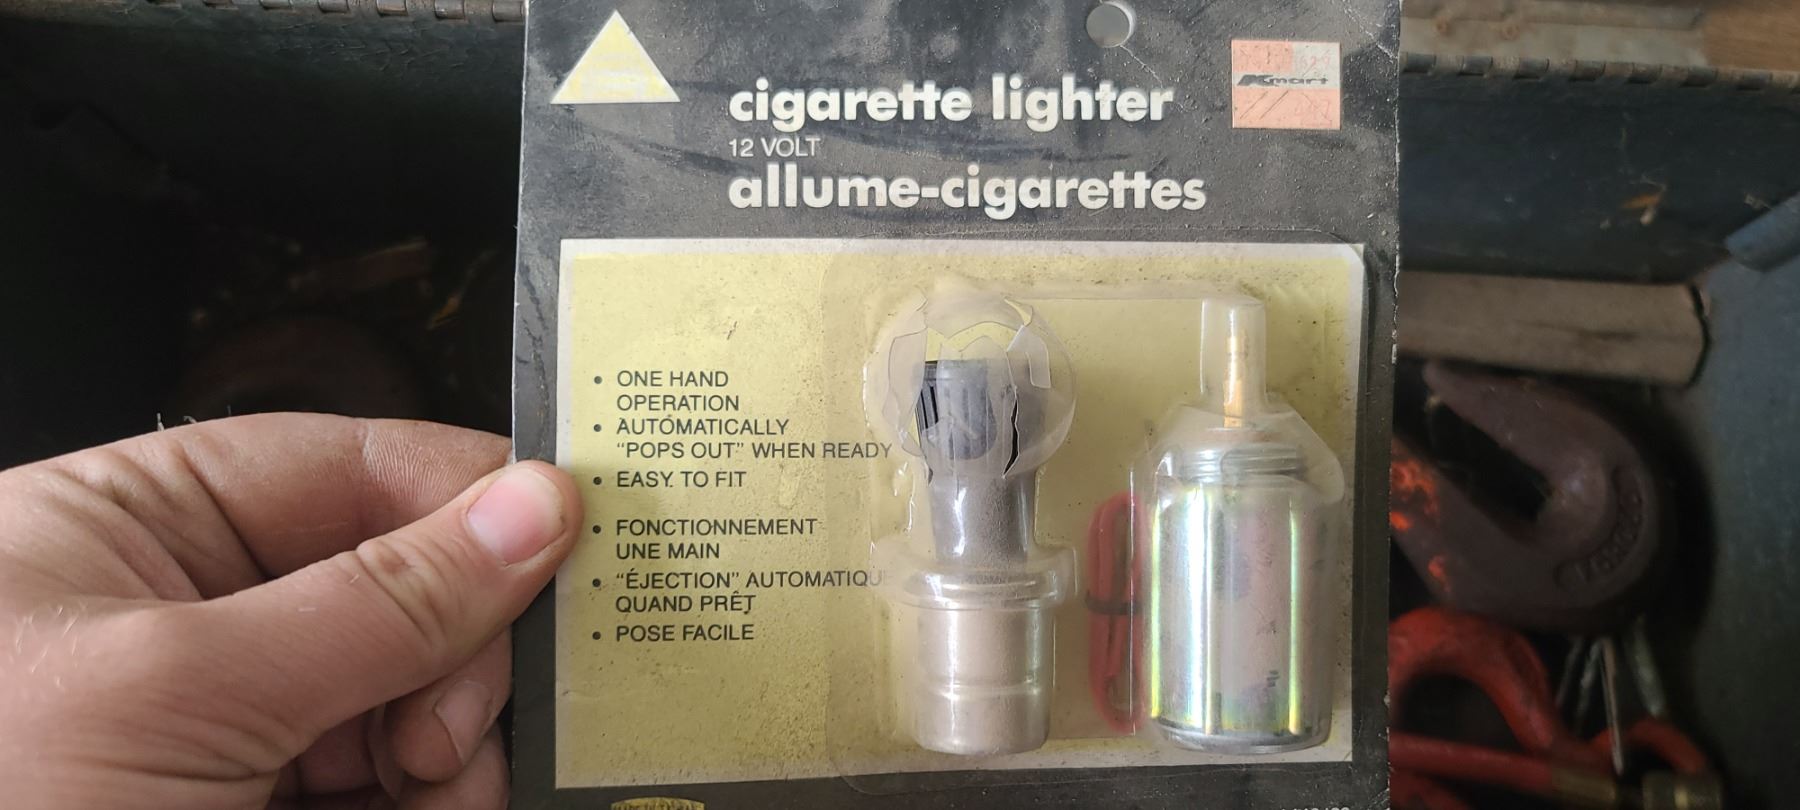 cigarette lighter
Kmart
12 VOLT
allume-cigarettes
• ONE HAND
OPERATION
• AUTOMATICALLY
“POPS OUT” WHEN READY
• EASY TO FIT
• FONCTIONNEMENT
UNE MAIN
• “ÉJECTION” AUTOMATIQUE
QUAND PRÊT
• POSE FACILE